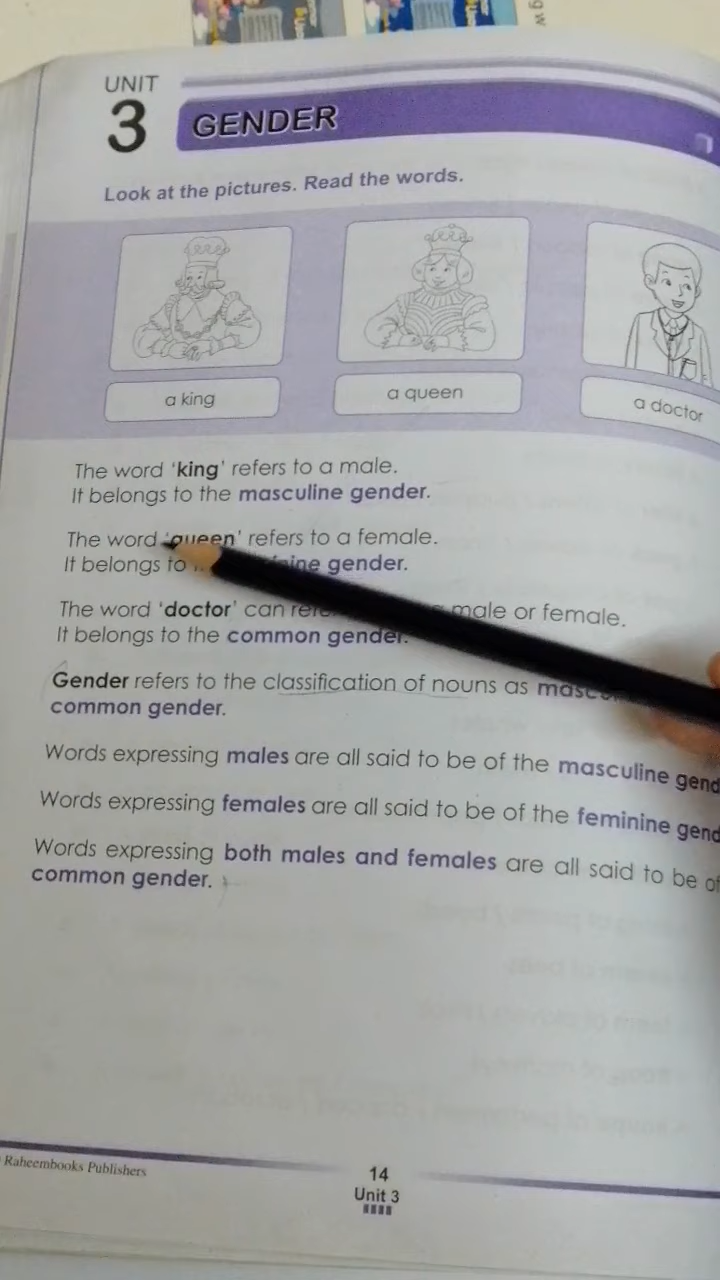 g w
UNIT
3 GENDER
Look at the pictures. Read the words.
a king
a queen
a doctor
The word 'king' refers to a male.
It belongs to the masculine gender.
The word 'queen' refers to a female.
It belongs to gender.
The word 'doctor' can male or female.
It belongs to the common gender.
Gender refers to the classification of nouns as
common gender.
Words expressing males are all said to be of the masculine gend
Words expressing females are all said to be of the feminine gend
Words expressing both males and females are all said to be of
common gender.
Raheembooks Publishers
14
Unit 3